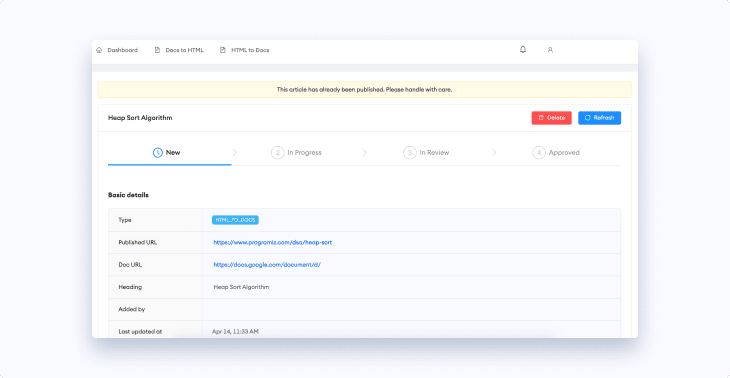 Dashboard Docs to HTML HTML to Docs
This article has already been published. Please handle with care.
Heap Sort Algorithm Delete Refresh
New 2 In Progress 3 In Review 4 Approved
Basic details
Type HTML_TO_DOCS
Published URL https://www.programiz.com/dsa/heap-sort
Doc URL https://docs.google.com/document/d/
Heading Heap Sort Algorithm
Added by
Last updated at Apr 14, 11:33 AM